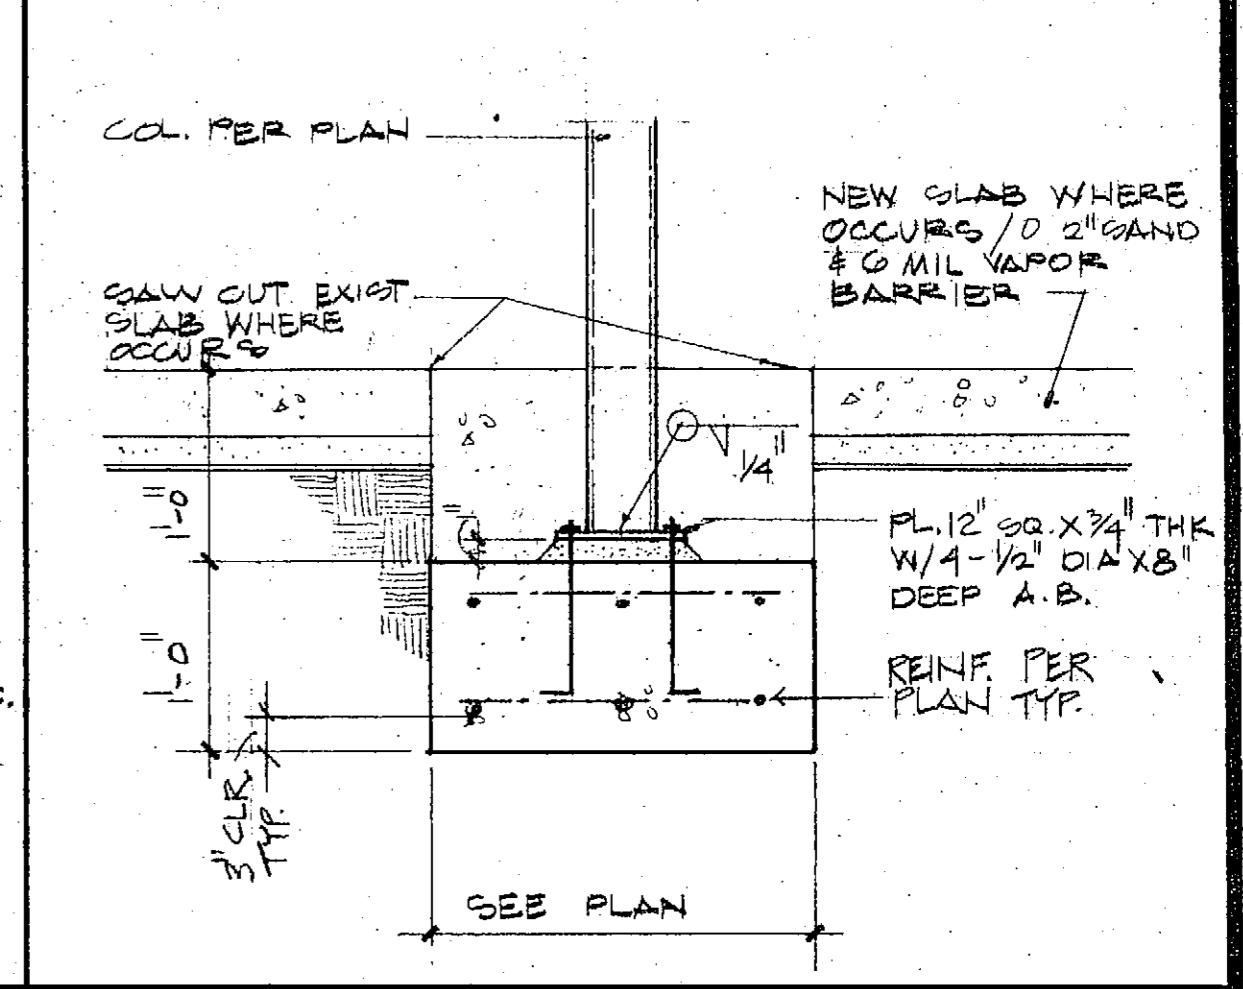 COL. PER PLAN
NEW SLAB WHERE
OCCURS /O 2" SAND
& 6 MIL VAPOR
BARRIER
SAW CUT EXIST
SLAB WHERE
OCCURS
1/4"
1'-0"
PL. 12" SQ. X 3/4" THK
W/4-1/2" DIA X 8"
DEEP A.B.
1'-0"
REINF. PER
PLAN TYP.
3" CLR.
TYP.
SEE PLAN